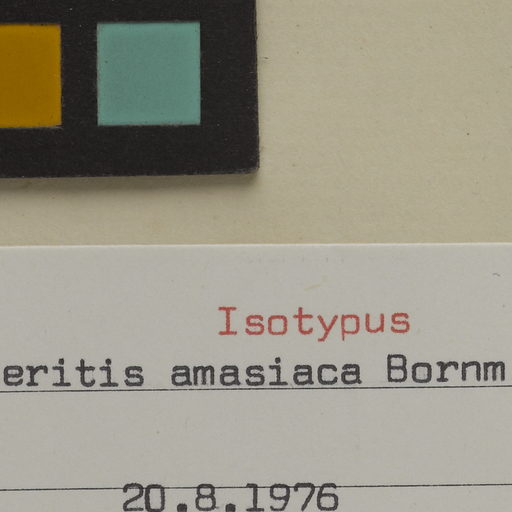 Isotypus
eritis amasiaca Bornm
20.8.1976